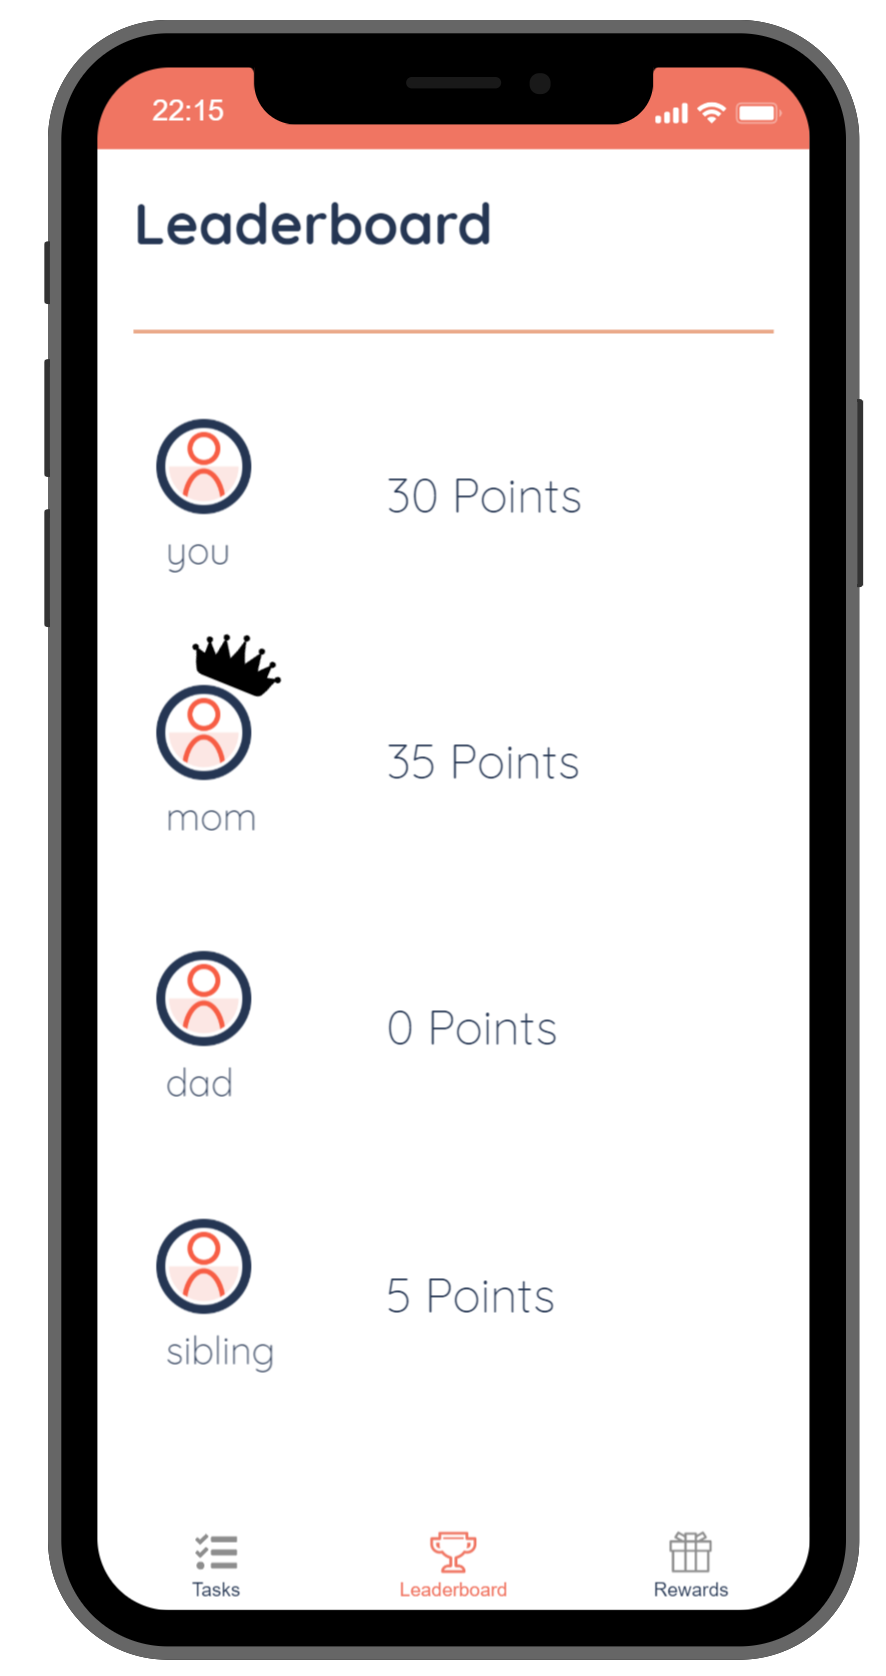 22:15
Leaderboard
30 Points
you
35 Points
mom
0 Points
dad
5 Points
sibling
Tasks
Leaderboard
Rewards